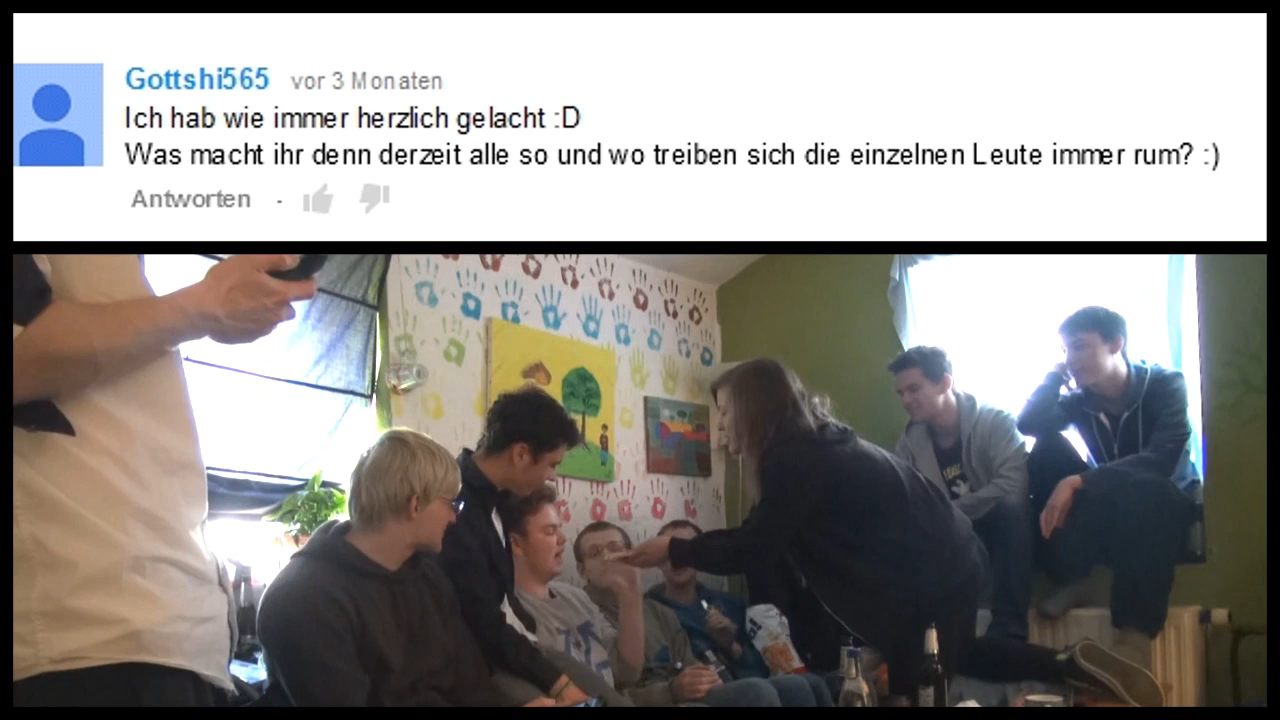 Gottshi565 vor 3 Monaten
Ich hab wie immer herzlich gelacht :D
Was macht ihr denn derzeit alle so und wo treiben sich die einzelnen Leute immer rum? :)
Antworten ·